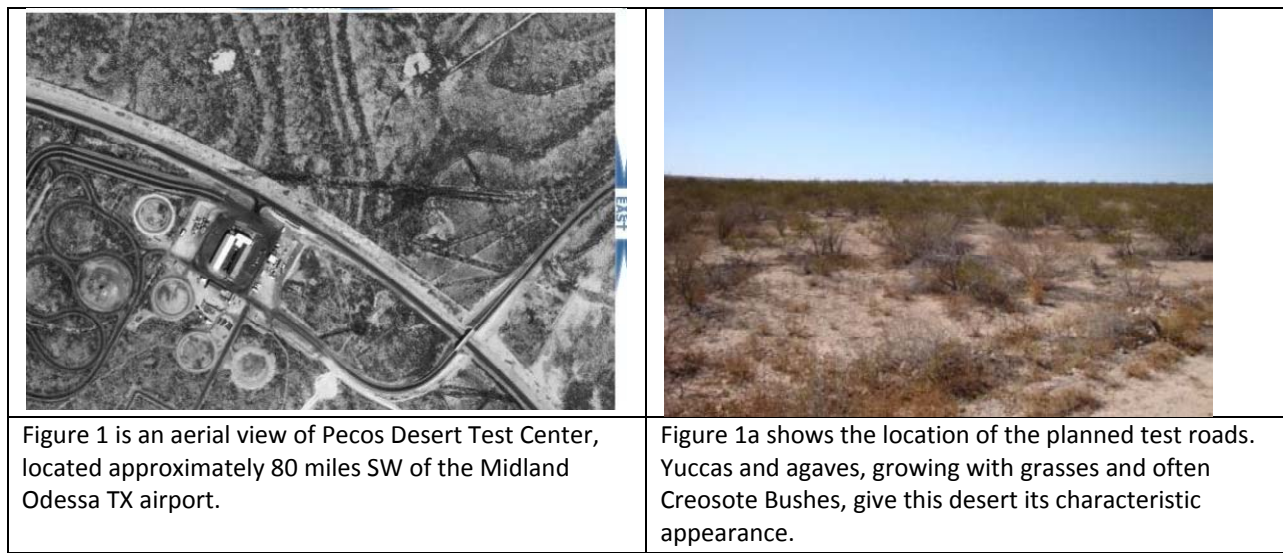 EAST
Figure 1 is an aerial view of Pecos Desert Test Center,
located approximately 80 miles SW of the Midland
Odessa TX airport.
Figure 1a shows the location of the planned test roads.
Yuccas and agaves, growing with grasses and often
Creosote Bushes, give this desert its characteristic
appearance.